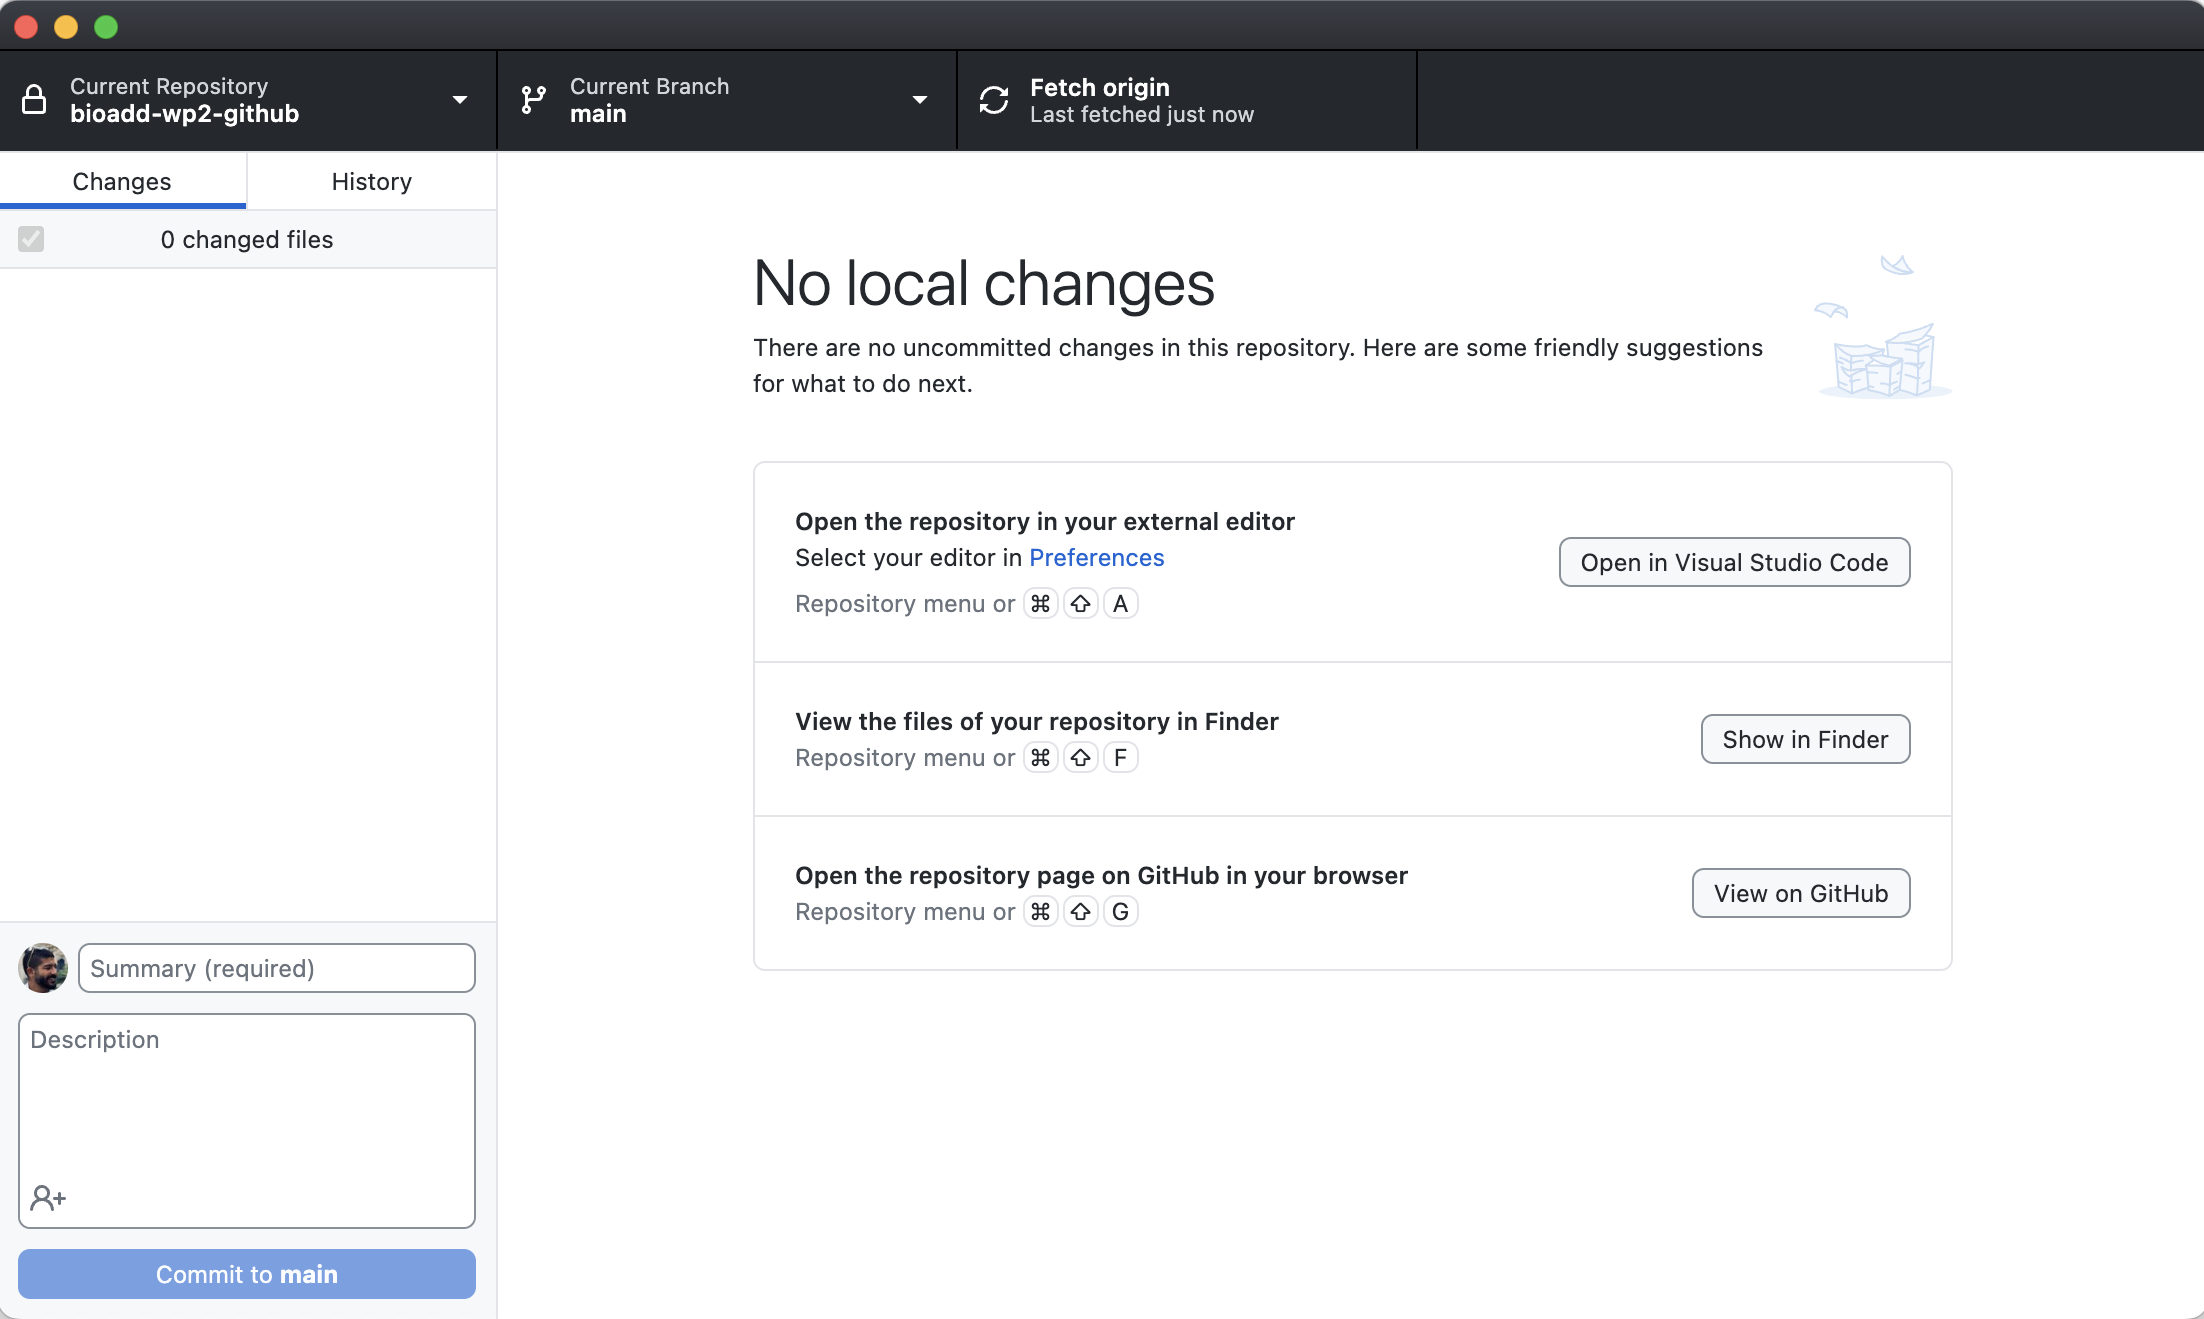 Current Repository
bioadd-wp2-github
Current Branch
main
Fetch origin
Last fetched just now
Changes
History
0 changed files
No local changes
There are no uncommitted changes in this repository. Here are some friendly suggestions
for what to do next.
Open the repository in your external editor
Select your editor in Preferences
Repository menu or ⌘ ⇧ A
Open in Visual Studio Code
View the files of your repository in Finder
Repository menu or ⌘ ⇧ F
Show in Finder
Open the repository page on GitHub in your browser
Repository menu or ⌘ ⇧ G
View on GitHub
Summary (required)
Description
Commit to main